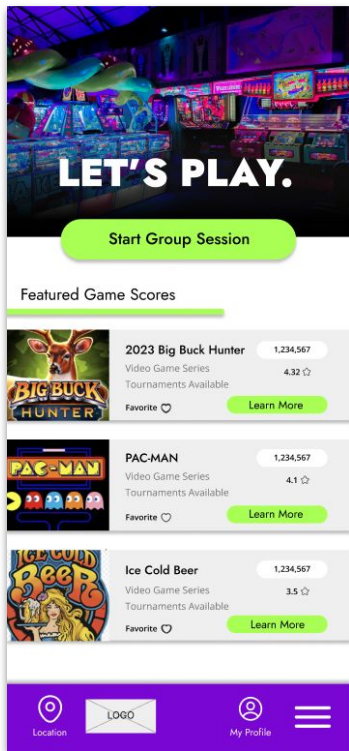 LET'S PLAY.
Start Group Session
Featured Game Scores
BIG BUCK
HUNTER
2023 Big Buck Hunter
1,234,567
Video Game Series
4.32
Tournaments Available
Favorite
Learn More
PAC-MAN
PAC-MAN
1,234,567
Video Game Series
4.1
Tournaments Available
Favorite
Learn More
ICE COLD
BEER
Ice Cold Beer
1,234,567
Video Game Series
3.5
Tournaments Available
Favorite
Learn More
Location
LOGO
My Profile